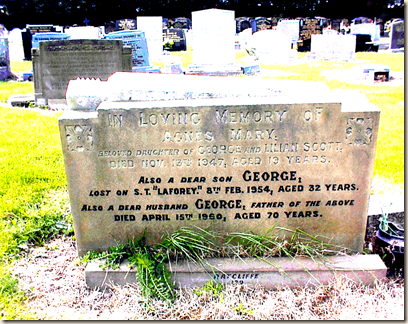 IN LOVING MEMORY OF
AGNES MARY,
BELOVED DAUGHTER OF GEORGE AND LILIAN SCOTT.
DIED NOV. 1947, AGED 19 YEARS.
ALSO A DEAR SON GEORGE,
LOST ON S.T. "LAFOREY." 8TH FEB. 1954, AGED 32 YEARS.
ALSO A DEAR HUSBAND GEORGE, FATHER OF THE ABOVE
DIED APRIL 15TH 1960, AGED 70 YEARS.
RATCLIFFE